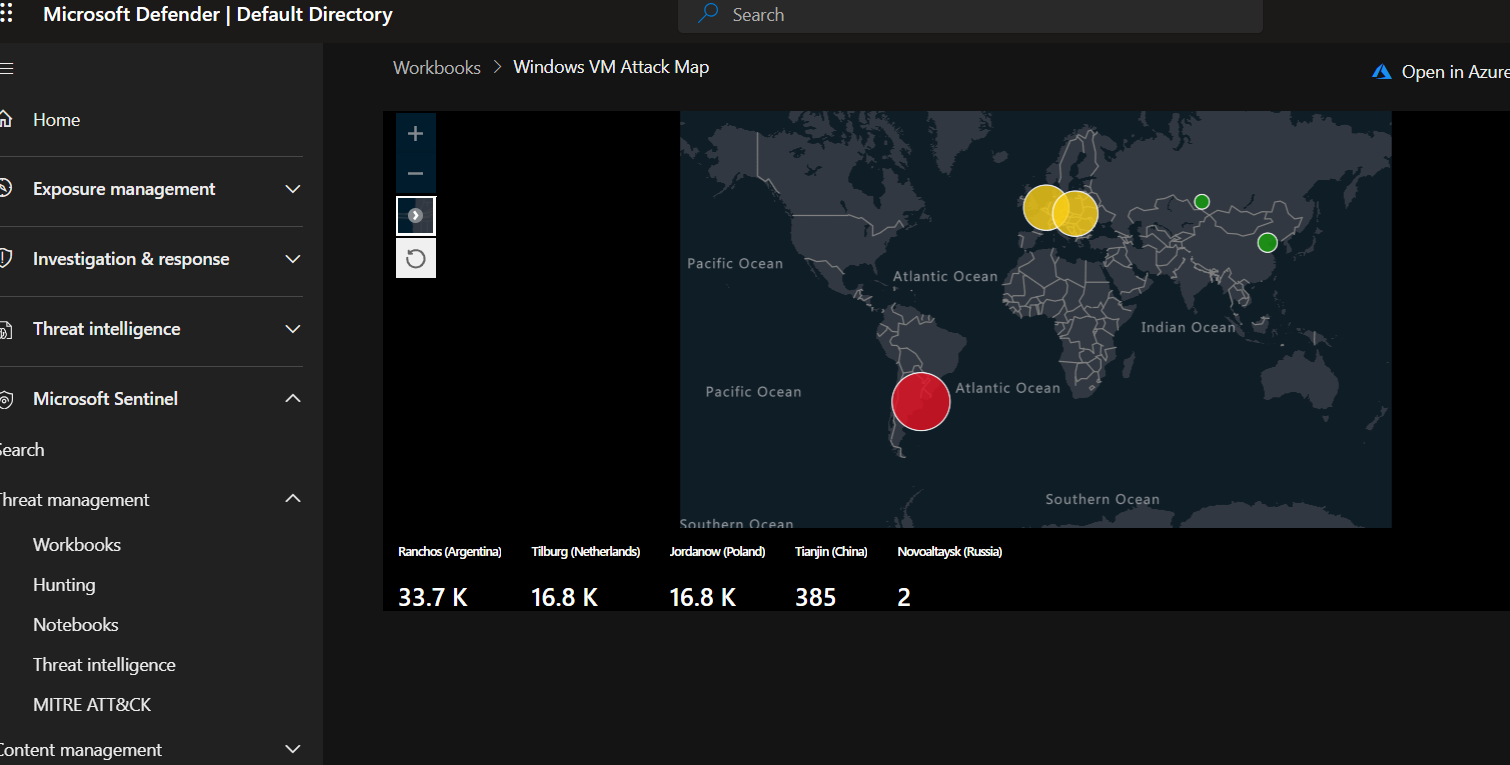 Microsoft Defender | Default Directory
Search
Workbooks > Windows VM Attack Map
Open in Azure
Home
Exposure management
Investigation & response
Threat intelligence
Microsoft Sentinel
Search
Threat management
Workbooks
Hunting
Notebooks
Threat intelligence
MITRE ATT&CK
Content management
Pacific Ocean
Atlantic Ocean
Indian Ocean
Pacific Ocean
Atlantic Ocean
Southern Ocean
Southern Ocean
Ranchos (Argentina)
33.7 K
Tilburg (Netherlands)
16.8 K
Jordanow (Poland)
16.8 K
Tianjin (China)
385
Novoaltaysk (Russia)
2